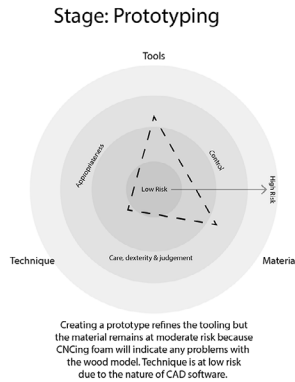 Stage: Prototyping
Tools
Appropriateness
Control
Low Risk
High Risk
Care, dexterity & judgement
Technique
Materia
Creating a prototype refines the tooling but
the material remains at moderate risk because
CNCing foam will indicate any problems with
the wood model. Technique is at low risk
due to the nature of CAD software.